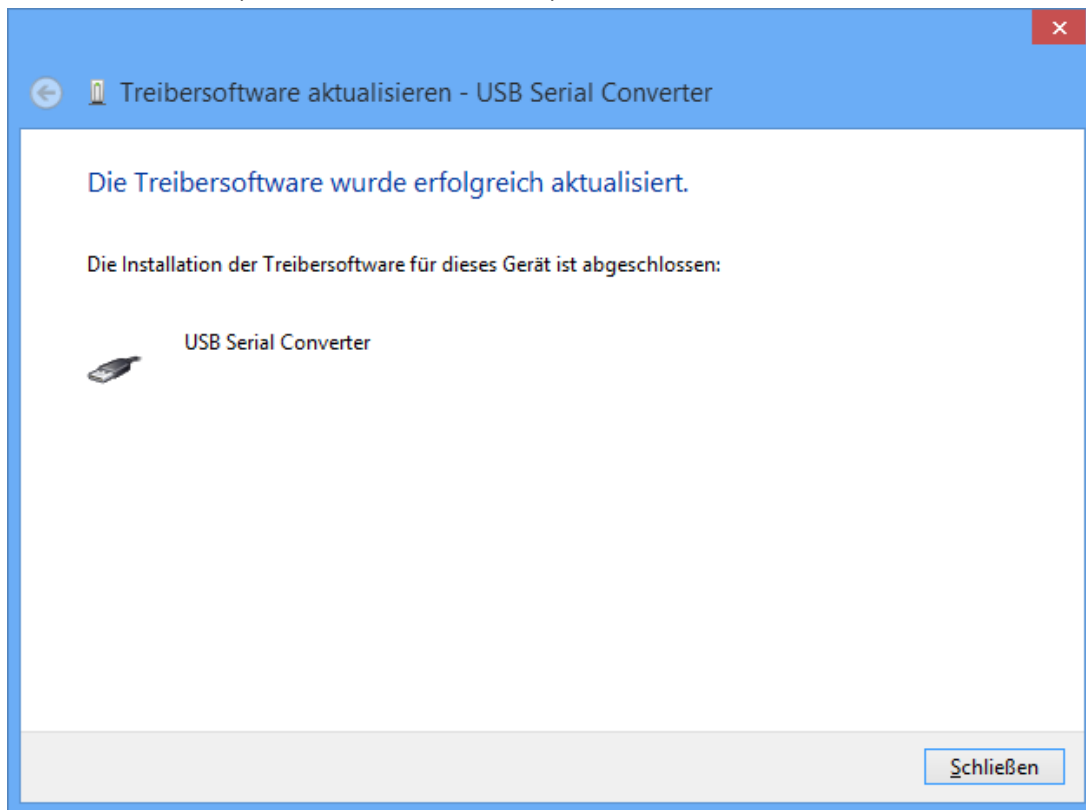 Treibersoftware aktualisieren - USB Serial Converter
Die Treibersoftware wurde erfolgreich aktualisiert.
Die Installation der Treibersoftware für dieses Gerät ist abgeschlossen:
USB Serial Converter
Schließen